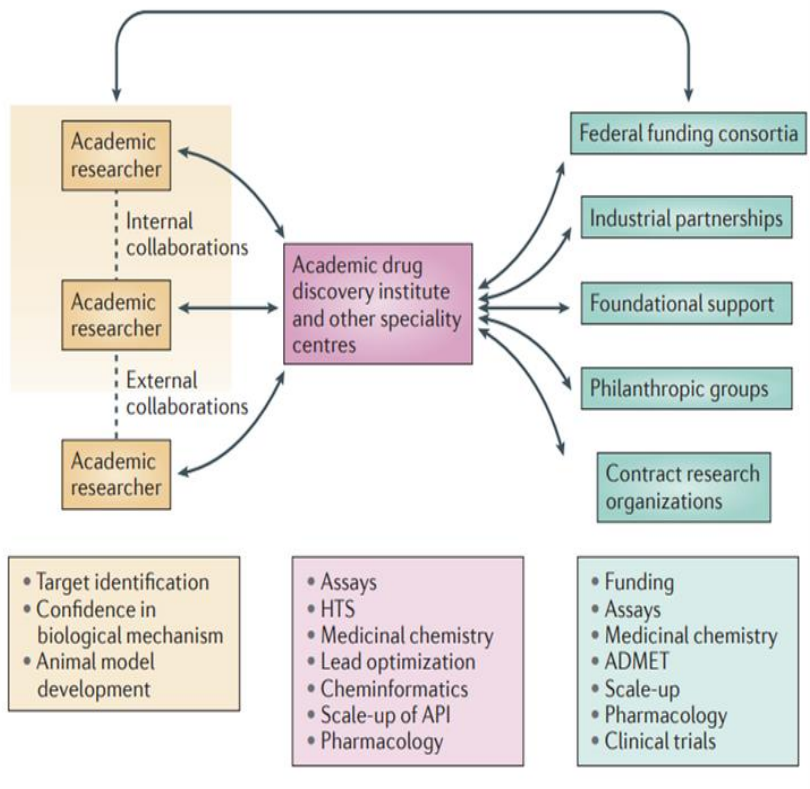 Academic
researcher
Internal
collaborations
Academic
researcher
External
collaborations
Academic
researcher
Academic drug
discovery institute
and other speciality
centres
Federal funding consortia
Industrial partnerships
Foundational support
Philanthropic groups
Contract research
organizations
• Target identification
• Confidence in
biological mechanism
• Animal model
development
• Assays
• HTS
• Medicinal chemistry
• Lead optimization
• Cheminformatics
• Scale-up of API
• Pharmacology
• Funding
• Assays
• Medicinal chemistry
• ADMET
• Scale-up
• Pharmacology
• Clinical trials